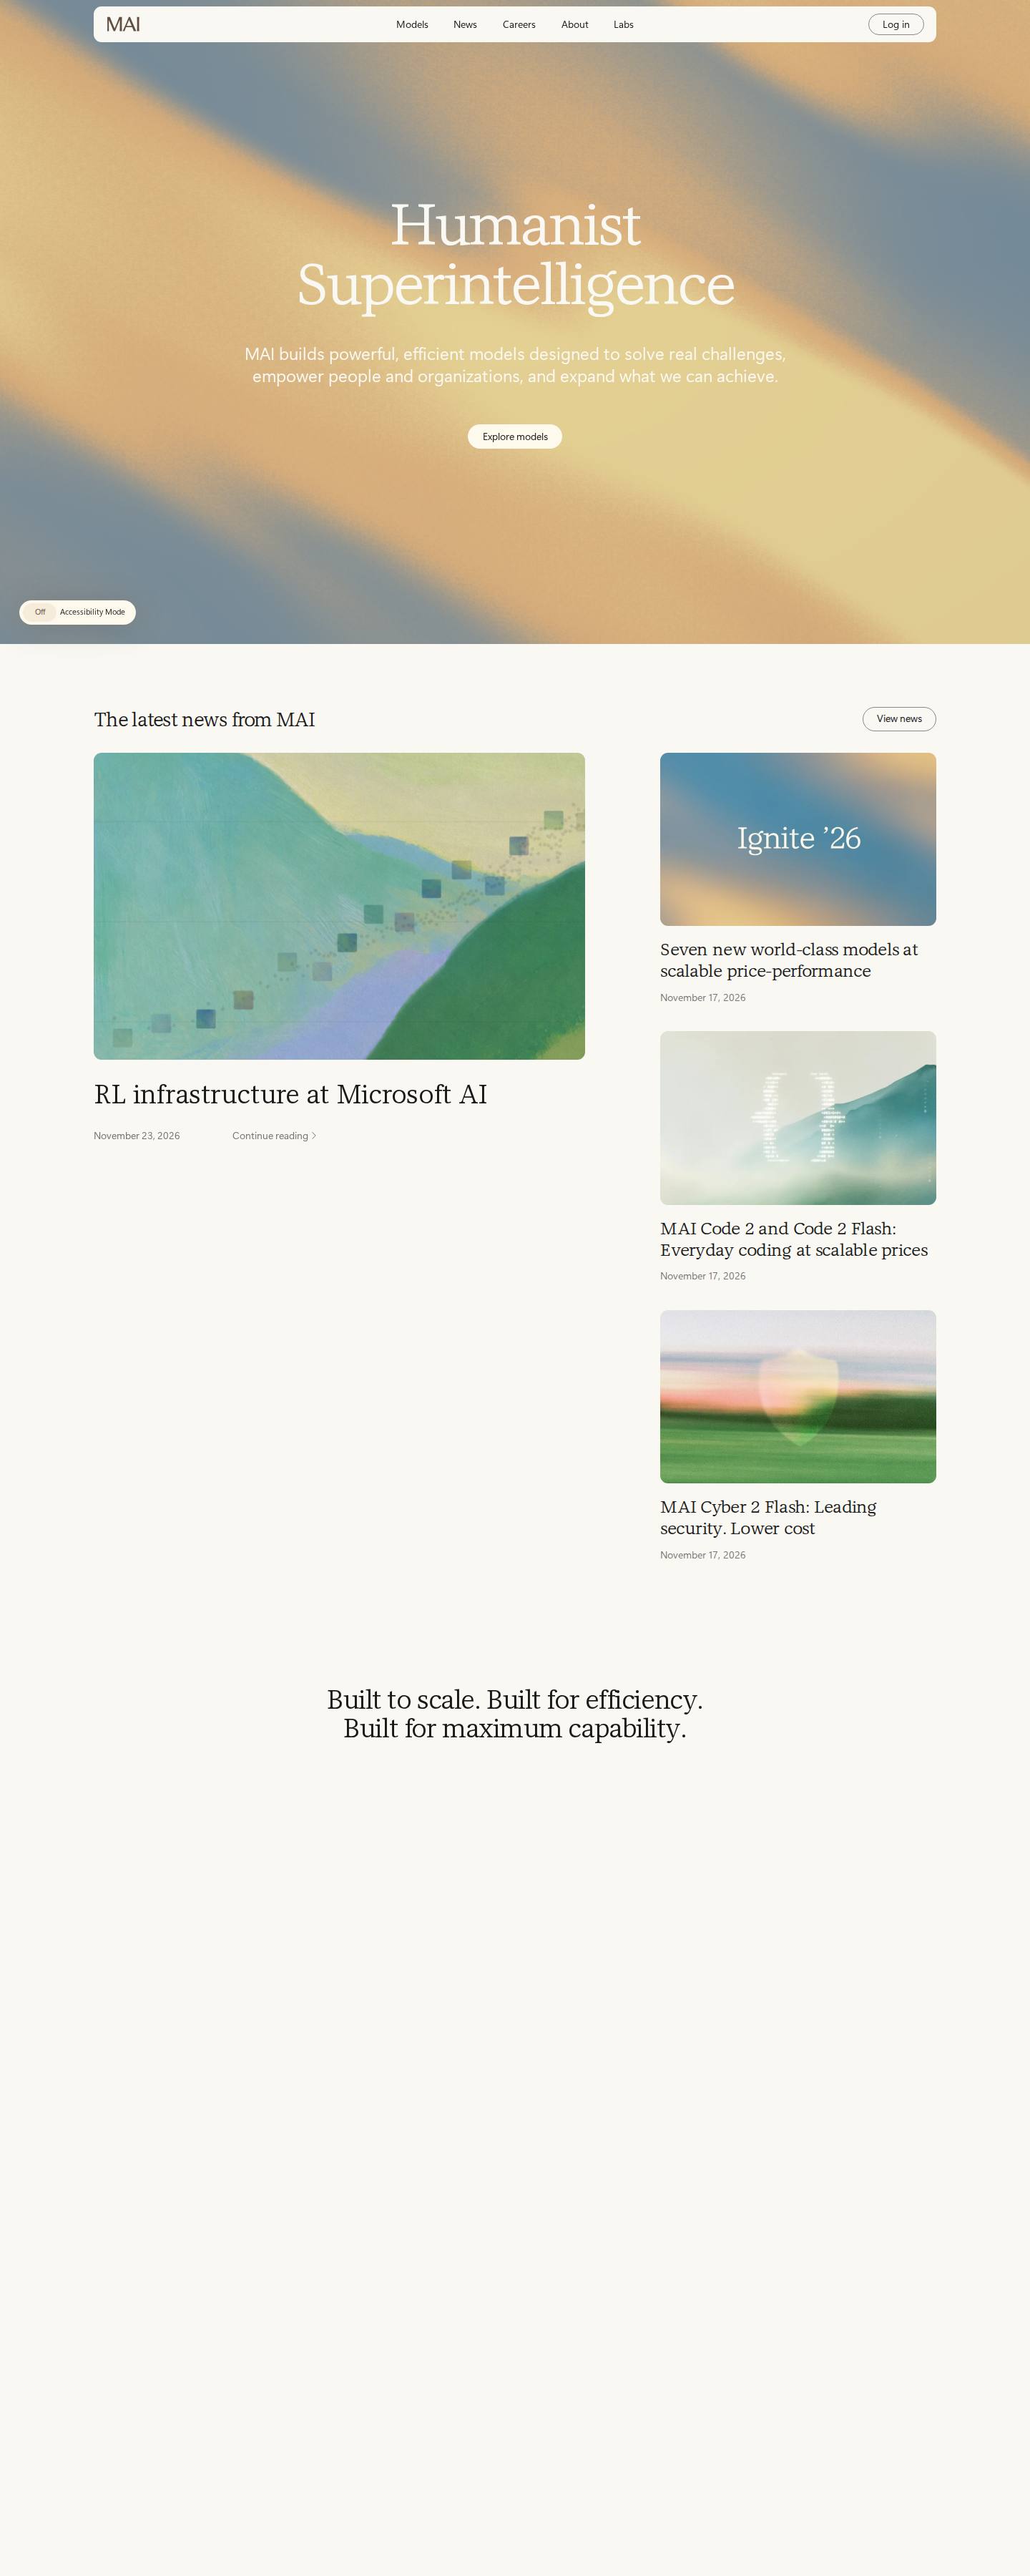 MAI
Models
News
Careers
About
Labs
Log in
Humanist
Superintelligence
MAI builds powerful, efficient models designed to solve real challenges,
empower people and organizations, and expand what we can achieve.
Explore models
Off
Accessibility Mode
The latest news from MAI
View news
RL infrastructure at Microsoft AI
November 23, 2026
Continue reading
Ignite ’26
Seven new world-class models at
scalable price-performance
November 17, 2026
{}
MAI Code 2 and Code 2 Flash:
Everyday coding at scalable prices
November 17, 2026
MAI Cyber 2 Flash: Leading
security. Lower cost
November 17, 2026
Built to scale. Built for efficiency.
Built for maximum capability.